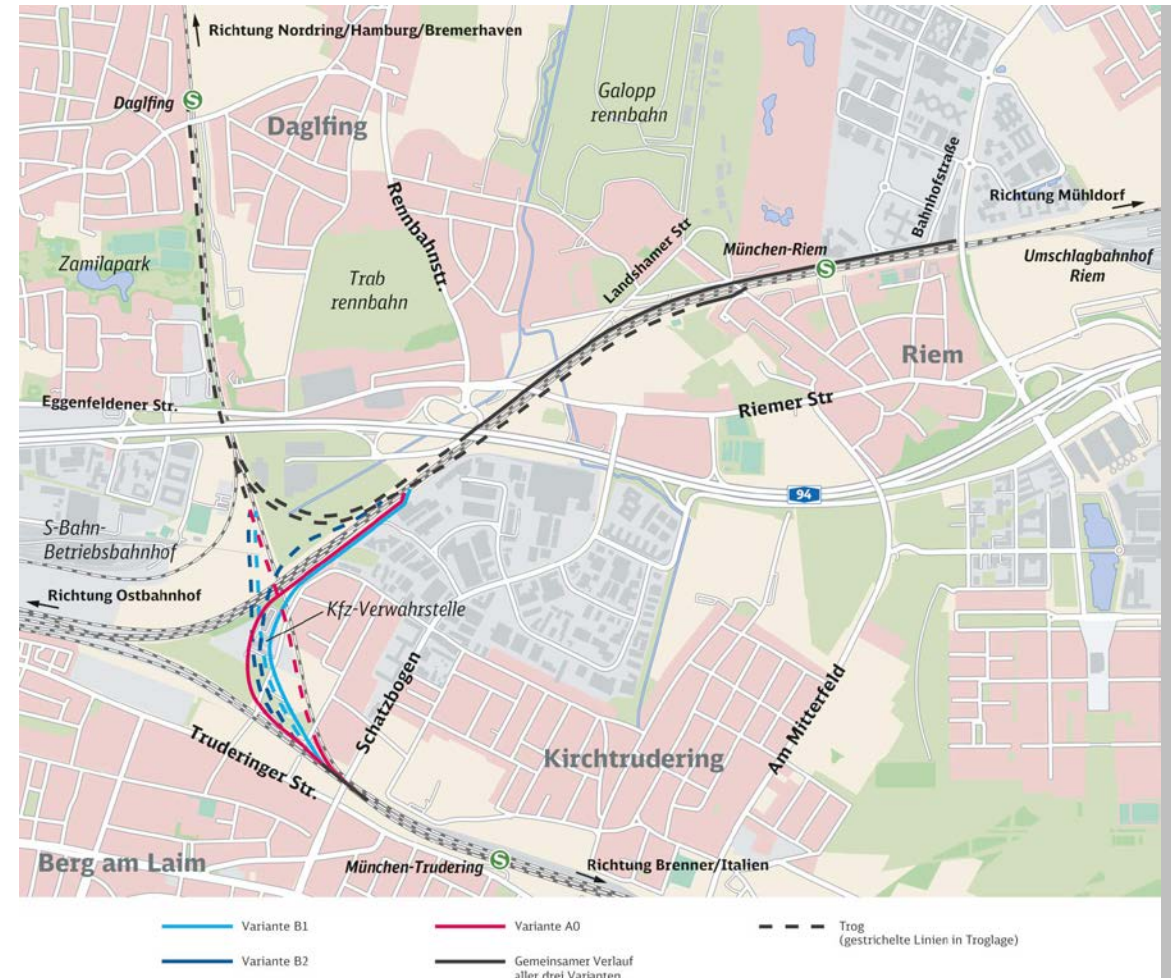 Richtung Nordring/Hamburg/Bremerhaven
Daglfing
S
Daglfing
Galopp
rennbahn
Bahnhofstraße
Richtung Mühldorf
Rennbahnstr.
Landshamer Str
München-Riem
S
Umschlagbahnhof
Riem
Zamilapark
Trab
rennbahn
Riem
Eggenfeldener Str.
Riemer Str
94
S-Bahn-
Betriebsbahnhof
Richtung Ostbahnhof
Kfz-Verwahrstelle
Schatzbogen
Am Mitterfeld
Truderinger Str.
Kirchtrudering
Berg am Laim
München-Trudering
S
Richtung Brenner/Italien
Variante B1
Variante A0
Trog
(gestrichelte Linien in Troglage)
Variante B2
Gemeinsamer Verlauf
aller drei Varianten